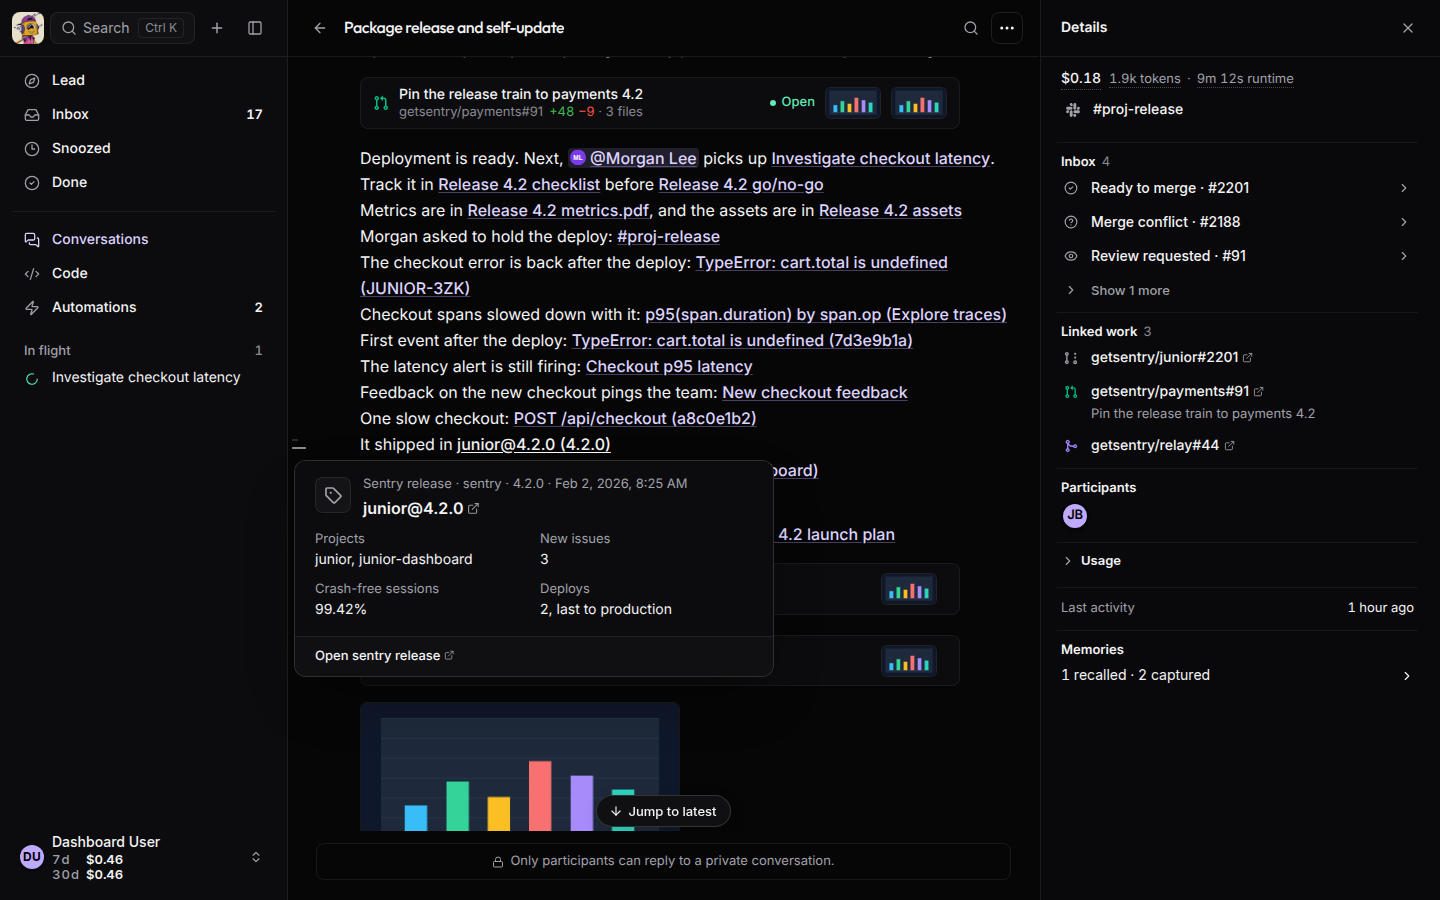 Search Ctrl K
Lead
Inbox 17
Snoozed
Done
Conversations
Code
Automations 2
In flight 1
Investigate checkout latency
DU Dashboard User
7d $0.46
30d $0.46
Package release and self-update
Pin the release train to payments 4.2
getsentry/payments#91 +48 −9 · 3 files
Open
Deployment is ready. Next, ML @Morgan Lee picks up Investigate checkout latency.
Track it in Release 4.2 checklist before Release 4.2 go/no-go
Metrics are in Release 4.2 metrics.pdf, and the assets are in Release 4.2 assets
Morgan asked to hold the deploy: #proj-release
The checkout error is back after the deploy: TypeError: cart.total is undefined
(JUNIOR-3ZK)
Checkout spans slowed down with it: p95(span.duration) by span.op (Explore traces)
First event after the deploy: TypeError: cart.total is undefined (7d3e9b1a)
The latency alert is still firing: Checkout p95 latency
Feedback on the new checkout pings the team: New checkout feedback
One slow checkout: POST /api/checkout (a8c0e1b2)
It shipped in junior@4.2.0 (4.2.0)
board)
4.2 launch plan
Sentry release · sentry · 4.2.0 · Feb 2, 2026, 8:25 AM
junior@4.2.0
Projects
junior, junior-dashboard
New issues
3
Crash-free sessions
99.42%
Deploys
2, last to production
Open sentry release
Jump to latest
Only participants can reply to a private conversation.
Details
$0.18 1.9k tokens · 9m 12s runtime
#proj-release
Inbox 4
Ready to merge · #2201
Merge conflict · #2188
Review requested · #91
Show 1 more
Linked work 3
getsentry/junior#2201
getsentry/payments#91
Pin the release train to payments 4.2
getsentry/relay#44
Participants
JB
Usage
Last activity 1 hour ago
Memories
1 recalled · 2 captured